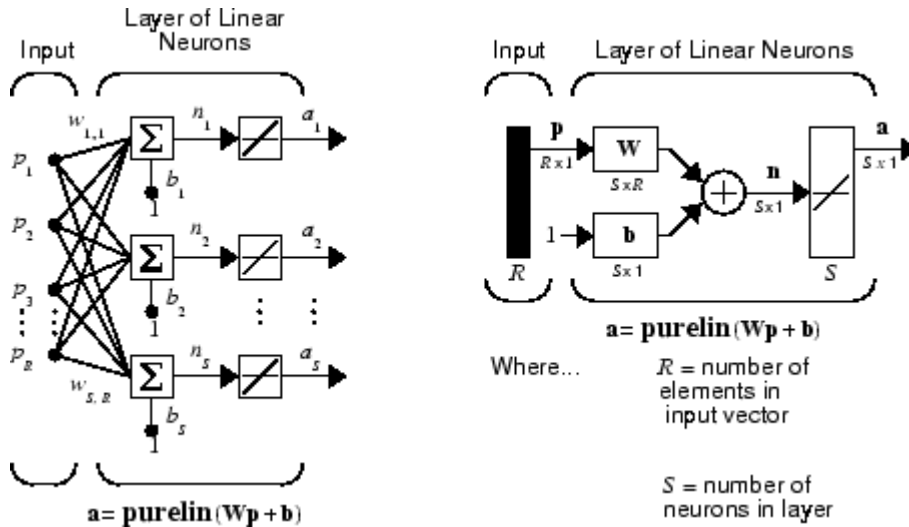 Input
Layer of Linear
Neurons
w1,1
n1
a1
p1
Σ
b1
1
p2
n2
a2
Σ
p3
b2
1
pR
nS
aS
wS, R
Σ
bS
1
a= purelin (Wp + b)
Input
Layer of Linear Neurons
p
W
a
R x 1
S x R
S x 1
n
+
S x 1
1
b
S x 1
R
S
a= purelin (Wp + b)
Where...
R = number of
elements in
input vector
S = number of
neurons in layer